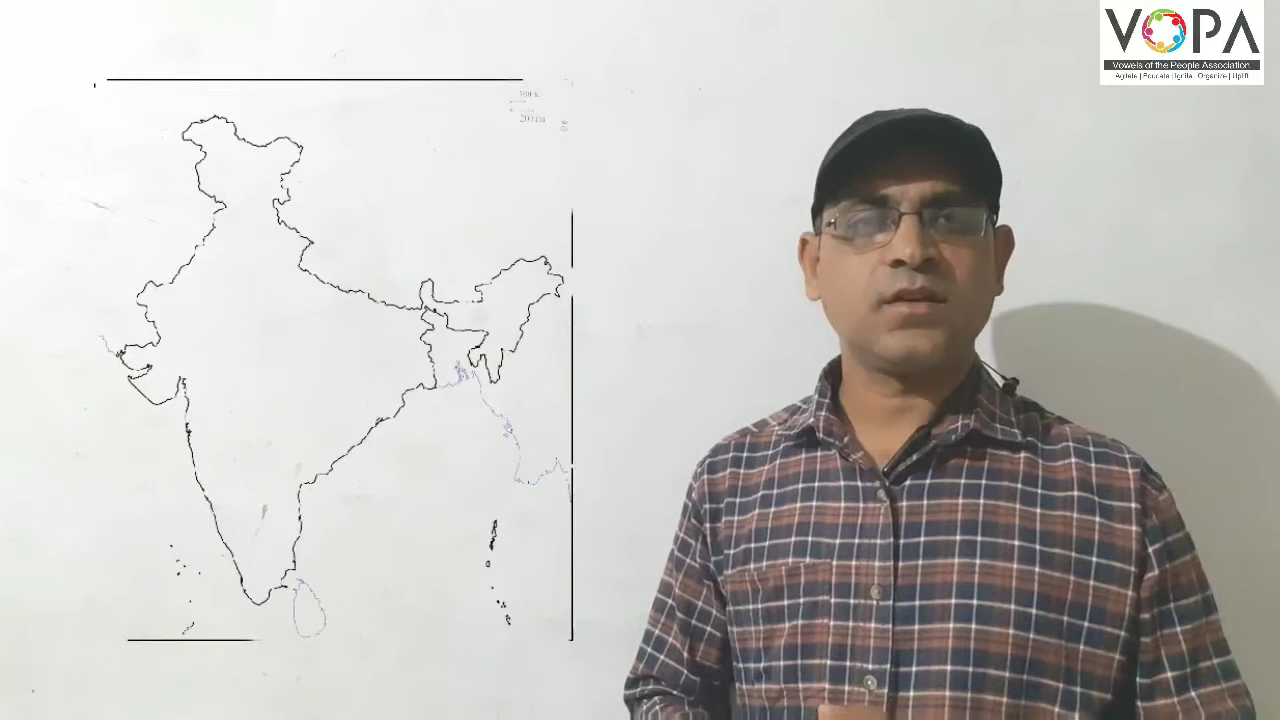 VOPA
Vowels of the People Association
Agitate | Educate | Ignite | Organize | Uplift